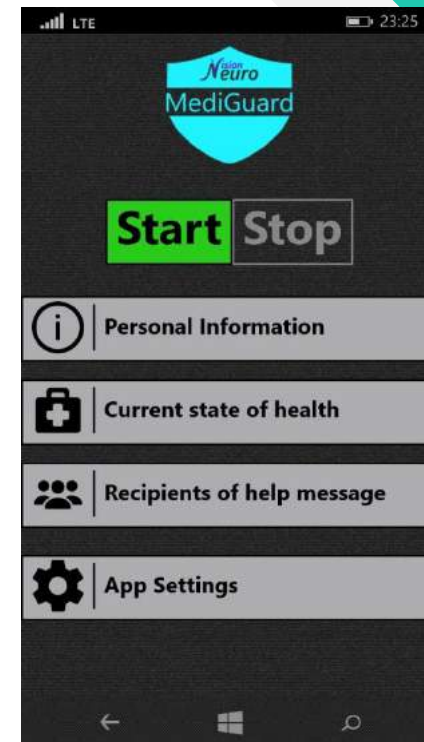 LTE 23:25
Vision
Neuro
MediGuard
Start Stop
Personal Information
Current state of health
Recipients of help message
App Settings